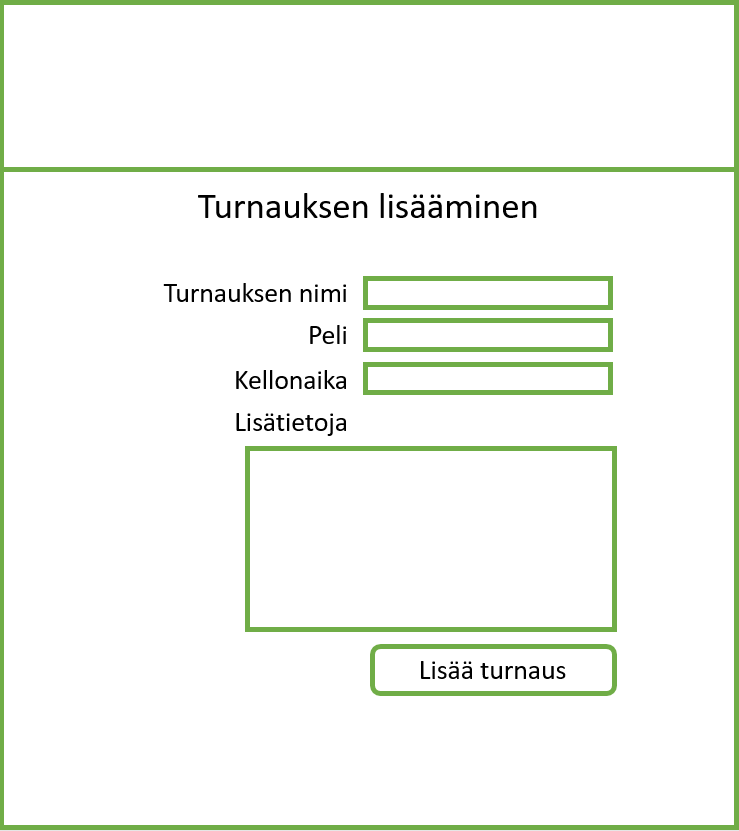 Turnauksen lisääminen
Turnauksen nimi
Peli
Kellonaika
Lisätietoja
Lisää turnaus